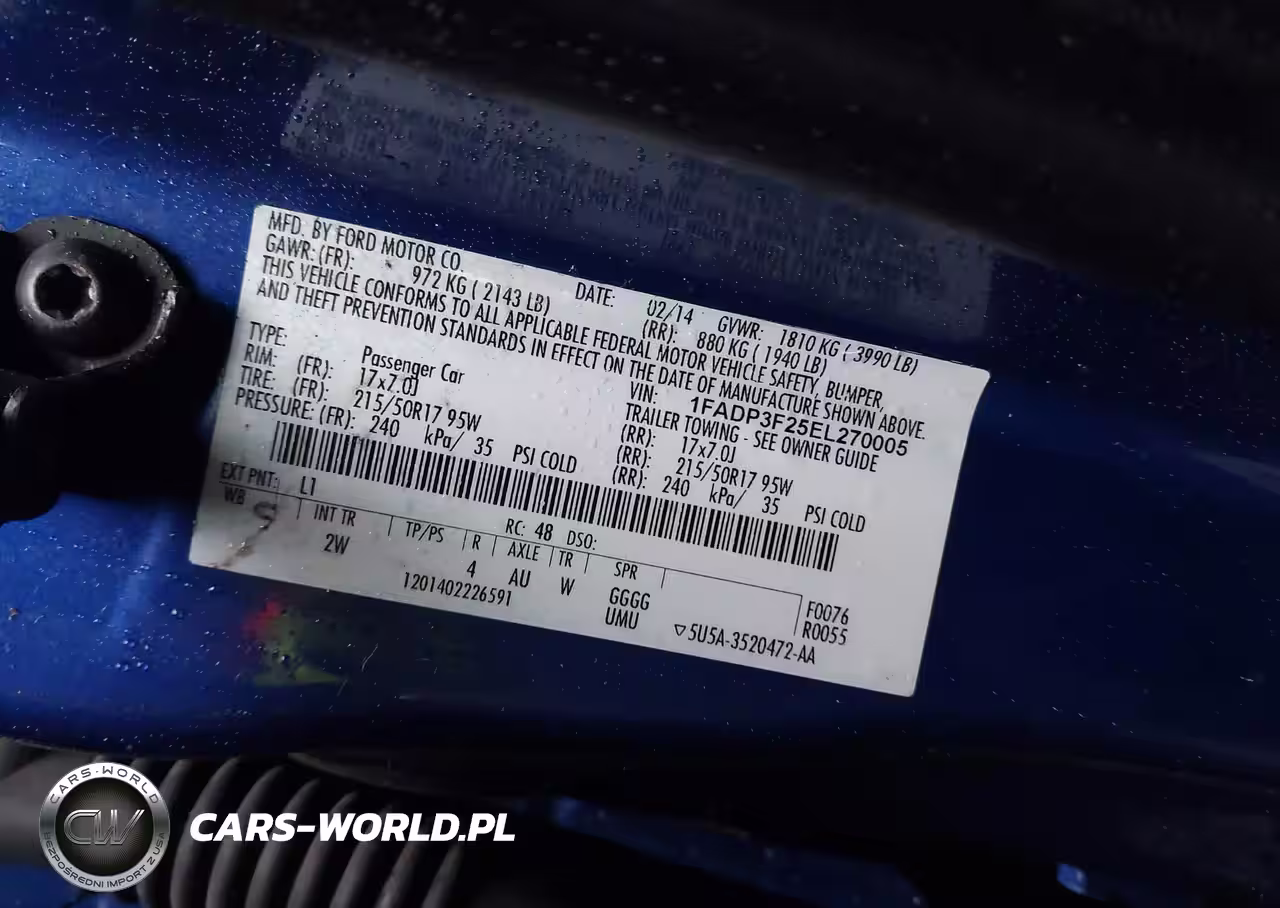 MFD. BY FORD MOTOR CO. DATE: 02/14 GVWR: 1810 KG ( 3990 LB)
GAWR: (FR): 972 KG ( 2143 LB) (RR): 880 KG ( 1940 LB)
THIS VEHICLE CONFORMS TO ALL APPLICABLE FEDERAL MOTOR VEHICLE SAFETY, BUMPER,
AND THEFT PREVENTION STANDARDS IN EFFECT ON THE DATE OF MANUFACTURE SHOWN ABOVE.
VIN: 1FADP3F25EL270005
TYPE: Passenger Car TRAILER TOWING - SEE OWNER GUIDE
RIM: (FR): 17x7.0J (RR): 17x7.0J
TIRE: (FR): 215/50R17 95W (RR): 215/50R17 95W
PRESSURE: (FR): 240 kPa/ 35 PSI COLD (RR): 240 kPa/ 35 PSI COLD
EXT PNT: L1 RC: 48 DSO:
WB INT TR TP/PS R AXLE TR SPR
2W 4 AU W GGGG F0076
1201402226591 UMU R0055
▽5U5A-3520472-AA
CARS-WORLD
CW
BEZPOŚREDNI IMPORT Z USA
CARS-WORLD.PL